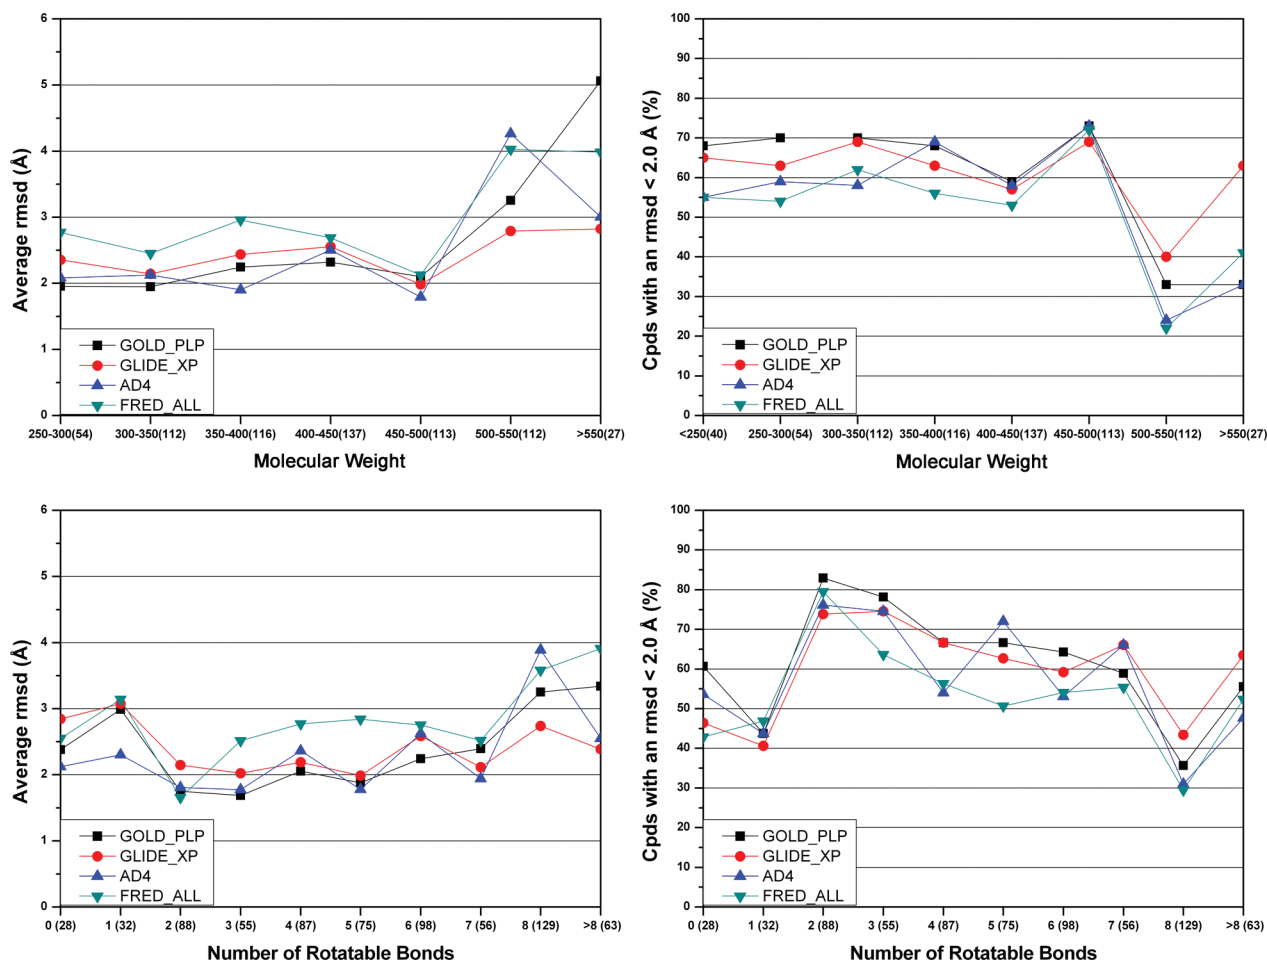 6
5
4
3
2
1
0
Average rmsd (Å)
GOLD_PLP
GLIDE_XP
AD4
FRED_ALL
250-300(54) 300-350(112) 350-400(116) 400-450(137) 450-500(113) 500-550(112) >550(27)
Molecular Weight
100
90
80
70
60
50
40
30
20
10
0
Cpds with an rmsd < 2.0 Å (%)
GOLD_PLP
GLIDE_XP
AD4
FRED_ALL
<250(40) 250-300(54) 300-350(112) 350-400(116) 400-450(137) 450-500(113) 500-550(112) >550(27)
Molecular Weight
6
5
4
3
2
1
0
Average rmsd (Å)
GOLD_PLP
GLIDE_XP
AD4
FRED_ALL
0 (28) 1 (32) 2 (88) 3 (55) 4 (87) 5 (75) 6 (98) 7 (56) 8 (129) >8 (63)
Number of Rotatable Bonds
100
90
80
70
60
50
40
30
20
10
0
Cpds with an rmsd < 2.0 Å (%)
GOLD_PLP
GLIDE_XP
AD4
FRED_ALL
0 (28) 1 (32) 2 (88) 3 (55) 4 (87) 5 (75) 6 (98) 7 (56) 8 (129) >8 (63)
Number of Rotatable Bonds